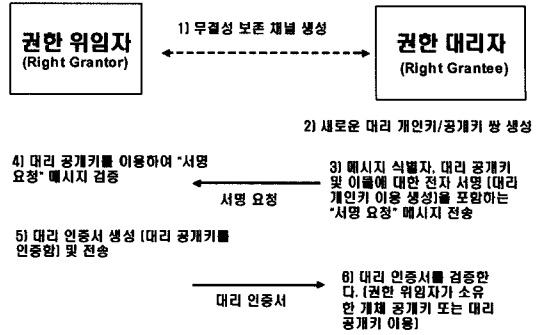 권한 위임자
(Right Grantor)
1) 무결성 보존 채널 생성
권한 대리자
(Right Grantee)
2) 새로운 대리 개인키/공개키 쌍 생성
4) 대리 공개키를 이용하여 "서명
요청" 메시지 검증
서명 요청
3) 메시지 식별자, 대리 공개키
및 이들에 대한 전자 서명 (대리
개인키 이용 생성)을 포함하는
"서명 요청" 메시지 전송
5) 대리 인증서 생성 (대리 공개키를
인증함) 및 전송
대리 인증서
6) 대리 인증서를 검증한
다. (권한 위임자가 소유
한 개체 공개키 또는 대리
공개키 이용)